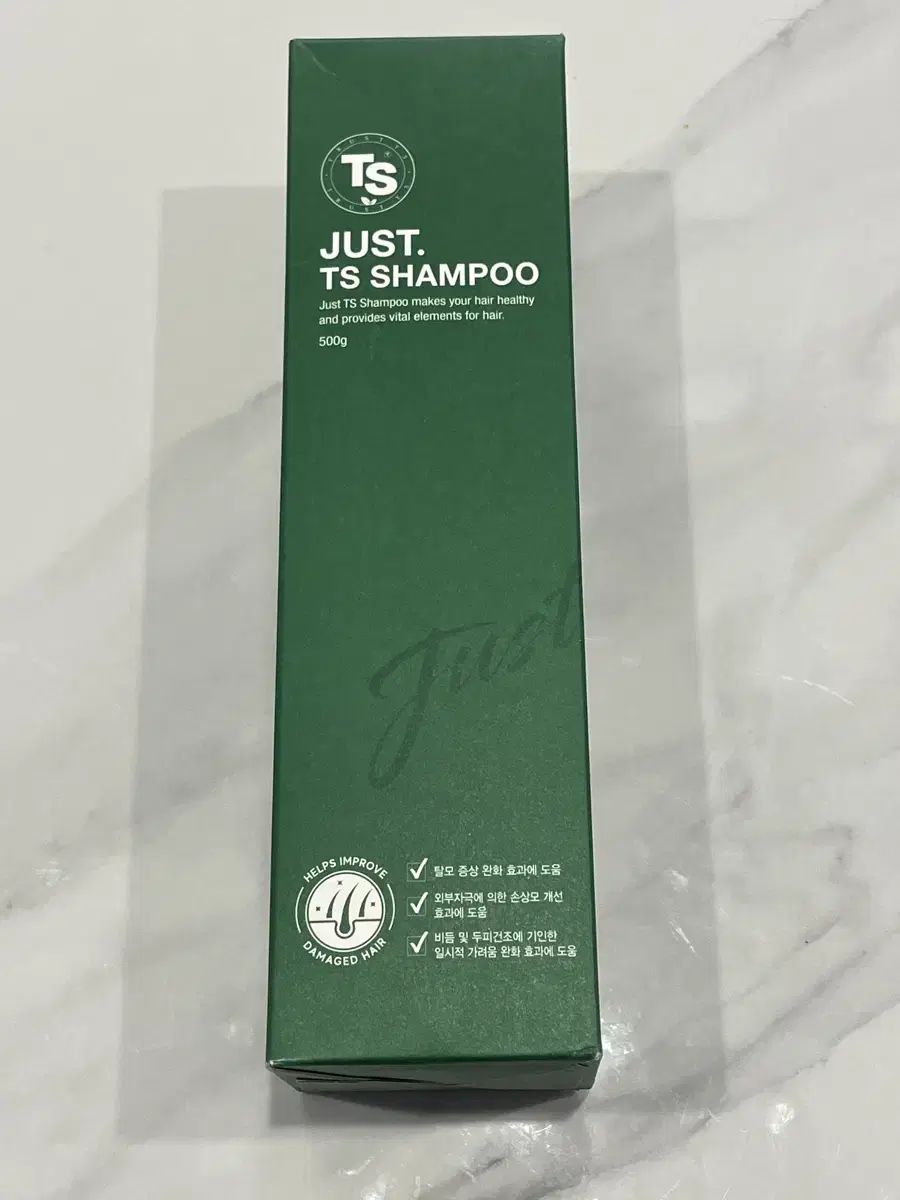 TS
JUST.
TS SHAMPOO
Just TS Shampoo makes your hair healthy
and provides vital elements for hair.
500g
Just
HELPS IMPROVE
DAMAGED HAIR
탈모 증상 완화 효과에 도움
외부자극에 의한 손상모 개선
효과에 도움
비듬 및 두피건조에 기인한
일시적 가려움 완화 효과에 도움